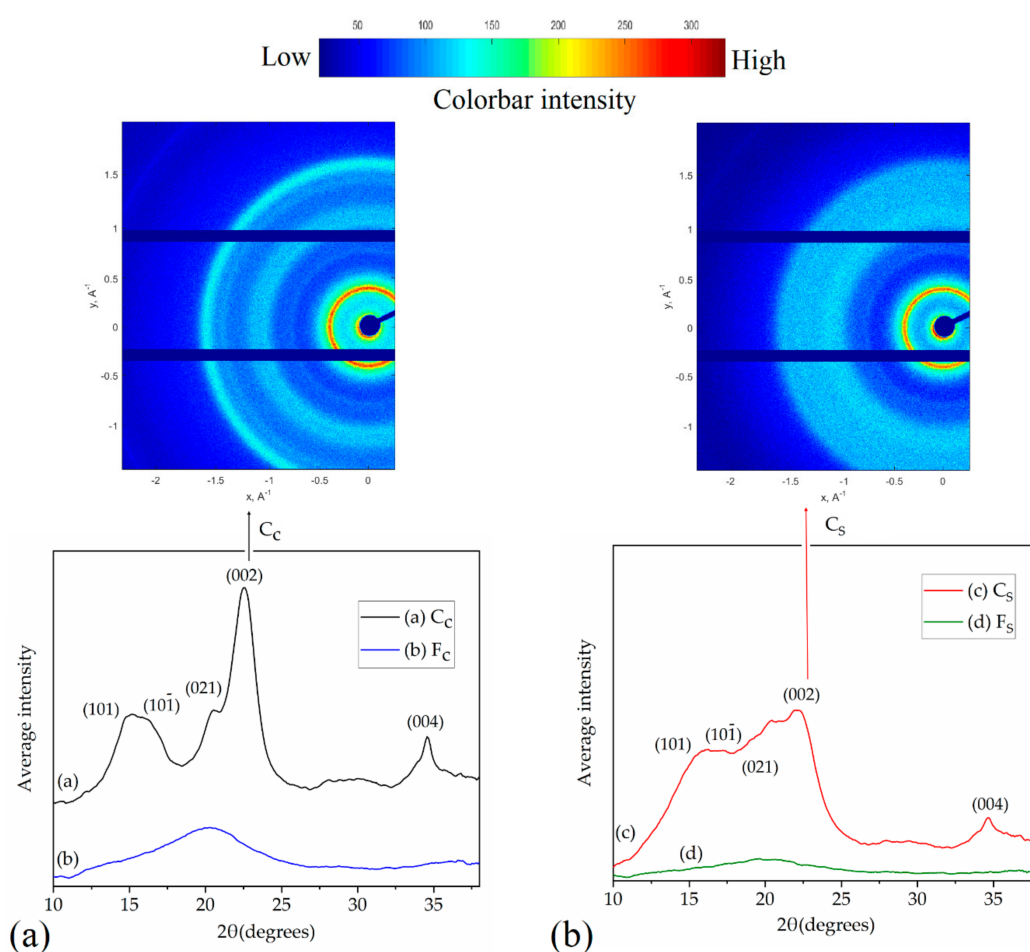 50 100 150 200 250 300
Low High
Colorbar intensity
1.5
1
0.5
0
-0.5
-1
y, A⁻¹
-2 -1.5 -1 -0.5 0
x, A⁻¹
1.5
1
0.5
0
-0.5
-1
y, A⁻¹
-2 -1.5 -1 -0.5 0
x, A⁻¹
C_C
(002)
(a) C_C
(b) F_C
(101)
(101̄)
(021)
(004)
(a)
(b)
Average intensity
10 15 20 25 30 35
2θ(degrees)
(a)
C_S
(c) C_S
(d) F_S
(002)
(101)
(101̄)
(021)
(004)
(c)
(d)
Average intensity
10 15 20 25 30 35
2θ(degrees)
(b)